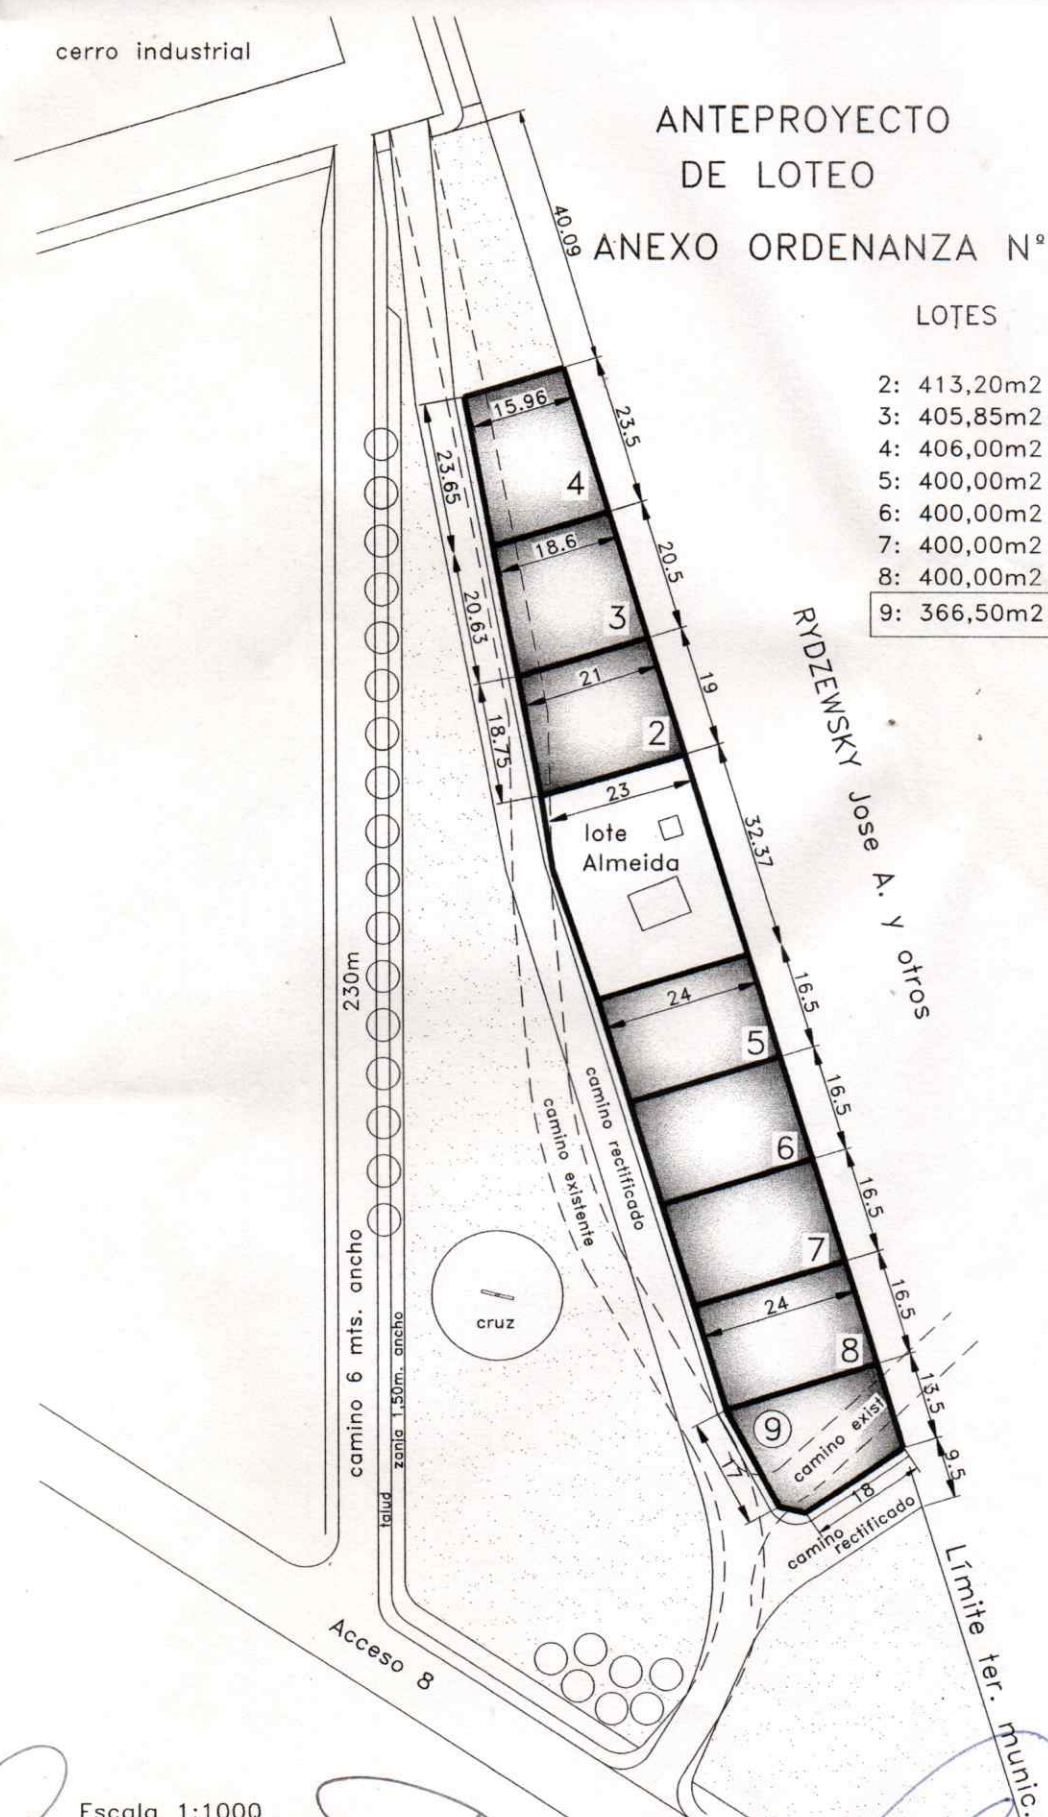 cerro industrial
ANTEPROYECTO
DE LOTEO
ANEXO ORDENANZA Nº
LOTES
2: 413,20m2
3: 405,85m2
4: 406,00m2
5: 400,00m2
6: 400,00m2
7: 400,00m2
8: 400,00m2
9: 366,50m2
40.09
15.96
23.5
23.65
4
18.6
20.5
20.63
3
21
19
18.75
2
23
32.37
lote
Almeida
RYDZEWSKY Jose A. y otros
24
16.5
5
16.5
6
16.5
7
24
16.5
8
13.5
9
camino exist
9.5
17
18
camino
rectificado
camino rectificado
camino existente
230m
camino 6 mts. ancho
zanja 1,50m. ancho
talud
cruz
Acceso 8
Límite ter. munic.
Escala 1:1000